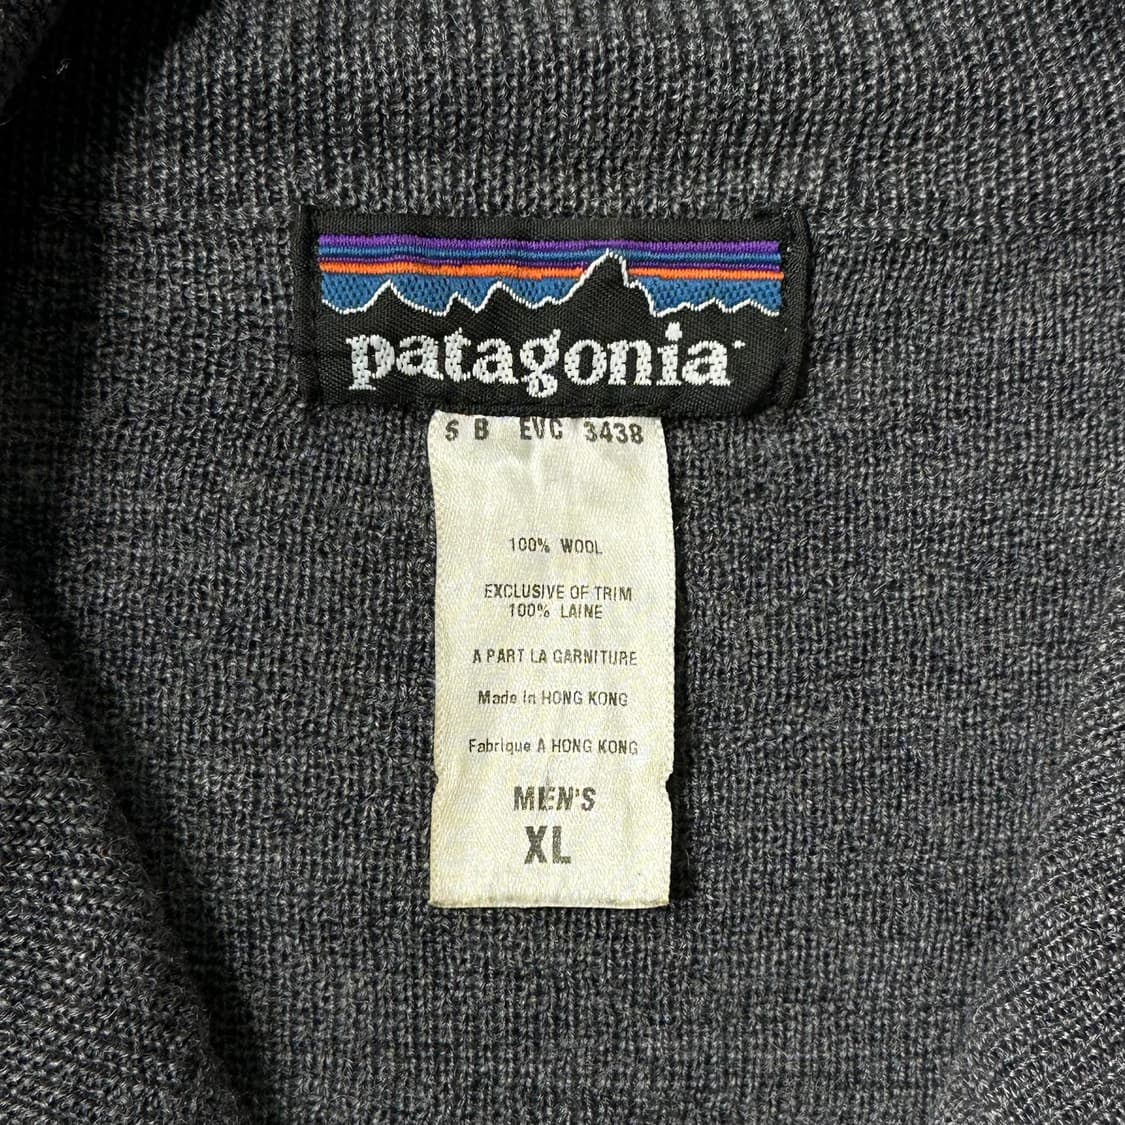 patagonia
S B EVC 3438
100% WOOL
EXCLUSIVE OF TRIM
100% LAINE
A PART LA GARNITURE
Made in HONG KONG
Fabrique A HONG KONG
MEN'S
XL